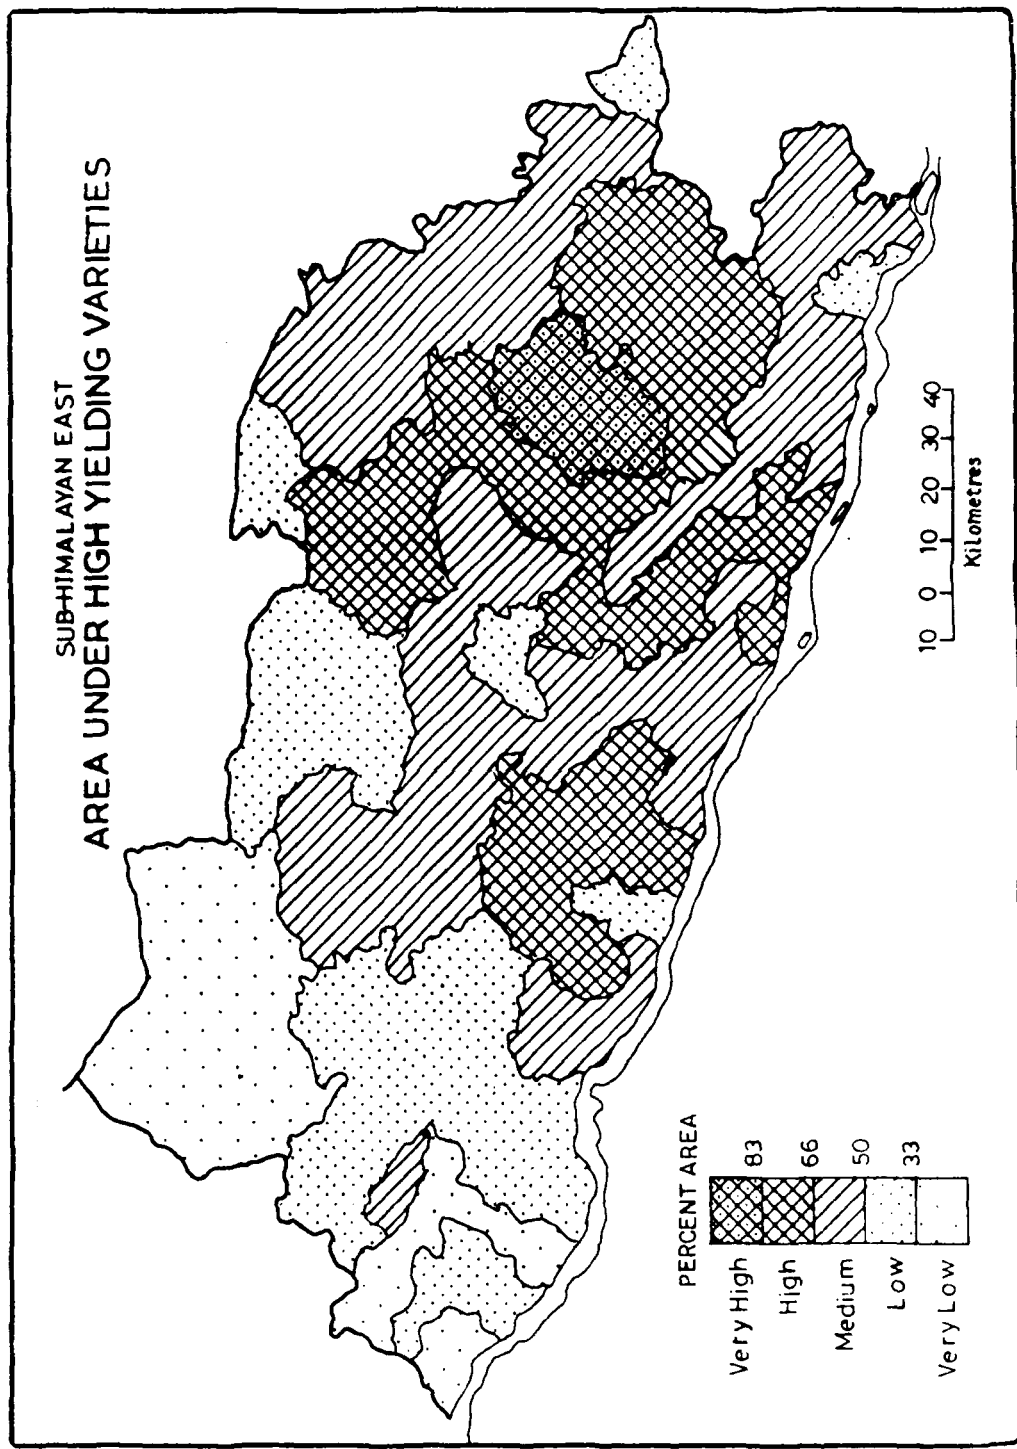 SUB-HIMALAYAN EAST
AREA UNDER HIGH YIELDING VARIETIES
PERCENT AREA
Very High
83
High
66
Medium
50
Low
33
Very Low
10 0 10 20 30 40
Kilometres